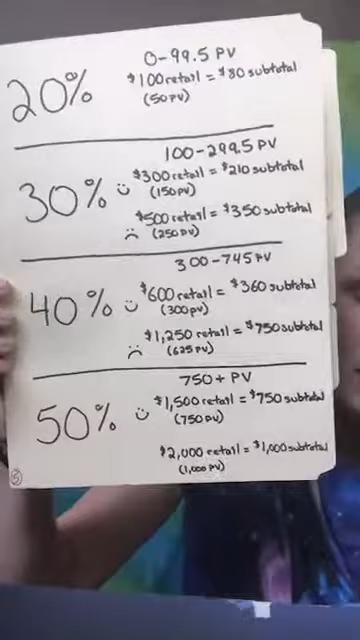 20%
0-99.5 PV
$100 retail = $80 subtotal
(50 PV)
30%
100-299.5 PV
$300 retail = $210 subtotal
(150 PV)
$500 retail = $350 subtotal
(250 PV)
40%
300-745 PV
$600 retail = $360 subtotal
(300 PV)
$1,250 retail = $750 subtotal
(625 PV)
50%
750+ PV
$1,500 retail = $750 subtotal
(750 PV)
$2,000 retail = $1,000 subtotal
(1,000 PV)
5